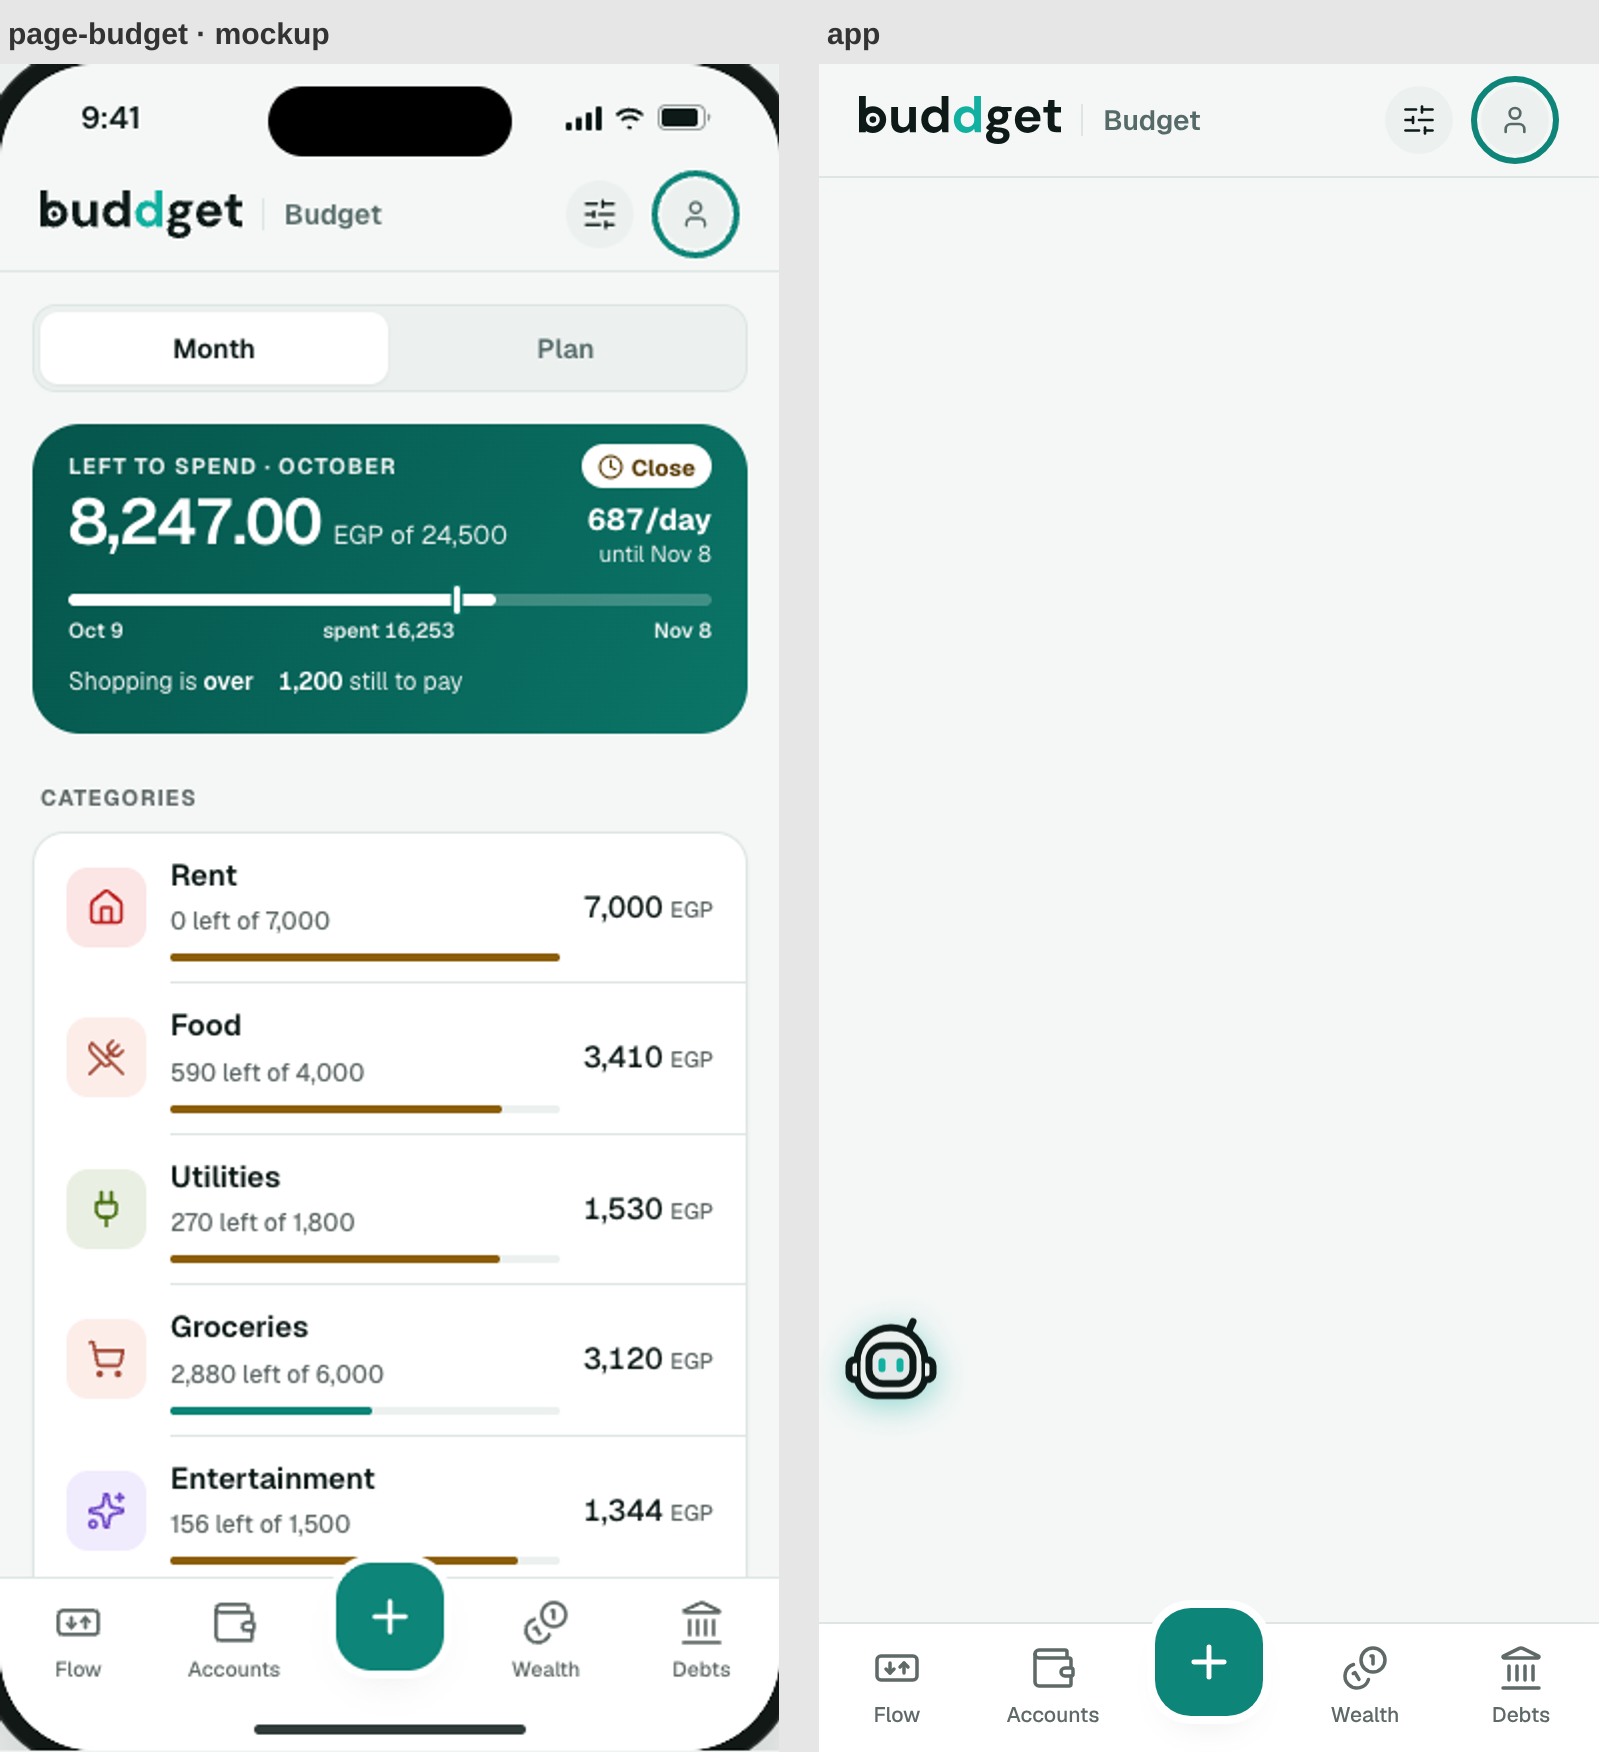 page-budget · mockup
9:41
buddget
Budget
Month
Plan
LEFT TO SPEND · OCTOBER
Close
8,247.00 EGP of 24,500
687/day
until Nov 8
Oct 9
spent 16,253
Nov 8
Shopping is over
1,200 still to pay
CATEGORIES
Rent
0 left of 7,000
7,000 EGP
Food
590 left of 4,000
3,410 EGP
Utilities
270 left of 1,800
1,530 EGP
Groceries
2,880 left of 6,000
3,120 EGP
Entertainment
156 left of 1,500
1,344 EGP
Flow
Accounts
Wealth
Debts
app
buddget
Budget
Flow
Accounts
Wealth
Debts